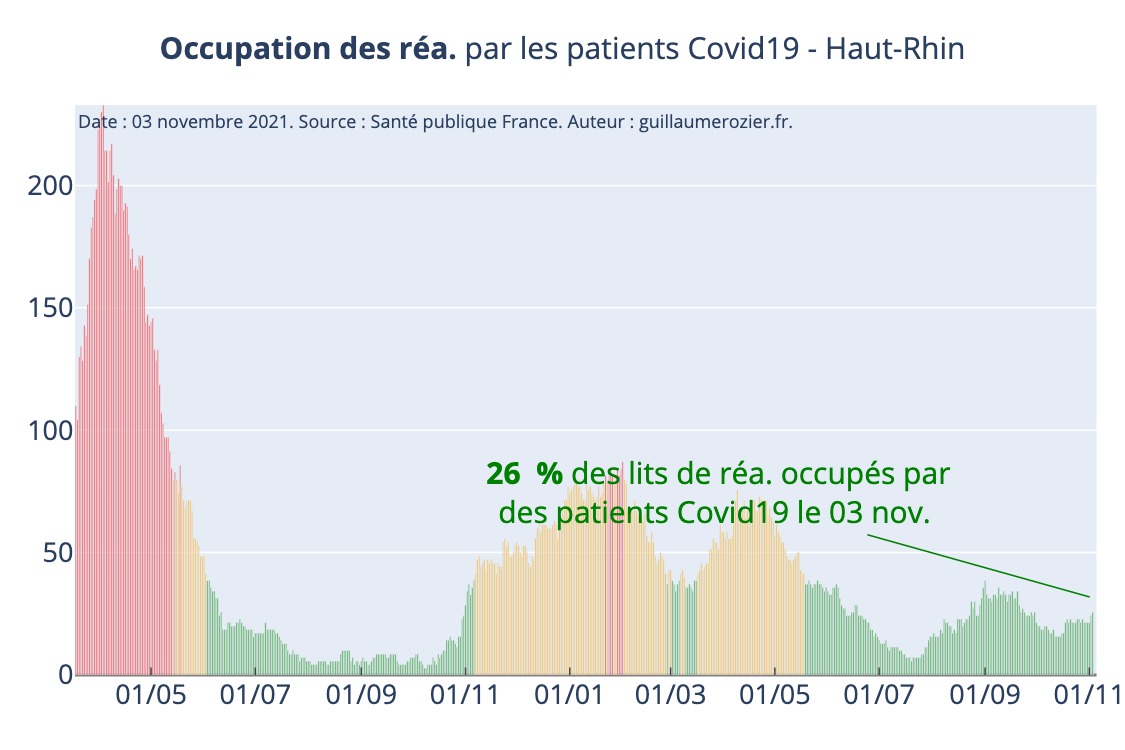 Occupation des réa. par les patients Covid19 - Haut-Rhin
Date : 03 novembre 2021. Source : Santé publique France. Auteur : guillaumerozier.fr.
200
150
100
26 % des lits de réa. occupés par
des patients Covid19 le 03 nov.
50
0
01/05 01/07 01/09 01/11 01/01 01/03 01/05 01/07 01/09 01/11